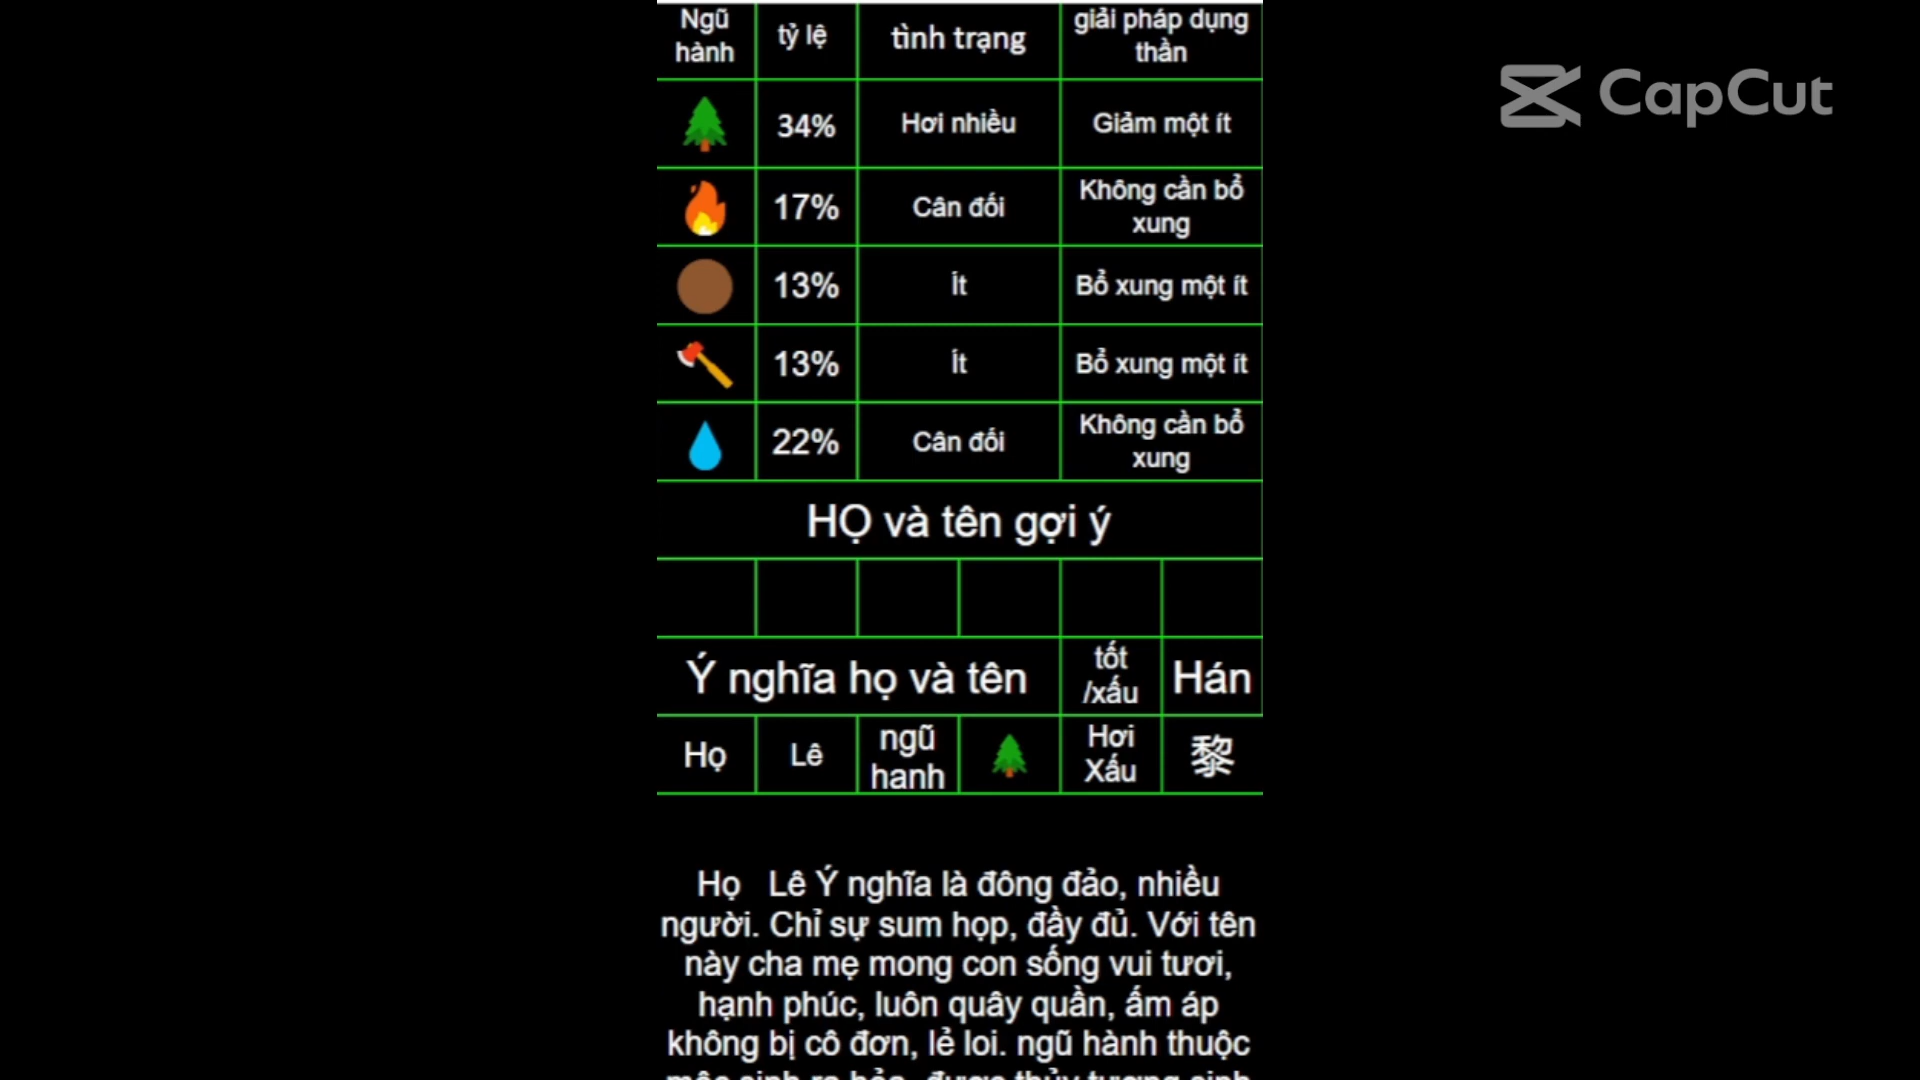 Ngũ hành tỷ lệ tình trạng giải pháp dụng thần
34% Hơi nhiều Giảm một ít
17% Cân đối Không cần bổ xung
13% Ít Bổ xung một ít
13% Ít Bổ xung một ít
22% Cân đối Không cần bổ xung
HỌ và tên gợi ý
Ý nghĩa họ và tên tốt /xấu Hán
Họ Lê ngũ hanh Hơi Xấu 黎
Họ Lê Ý nghĩa là đông đảo, nhiều
người. Chỉ sự sum họp, đầy đủ. Với tên
này cha mẹ mong con sống vui tươi,
hạnh phúc, luôn quây quần, ấm áp
không bị cô đơn, lẻ loi. ngũ hành thuộc
CapCut